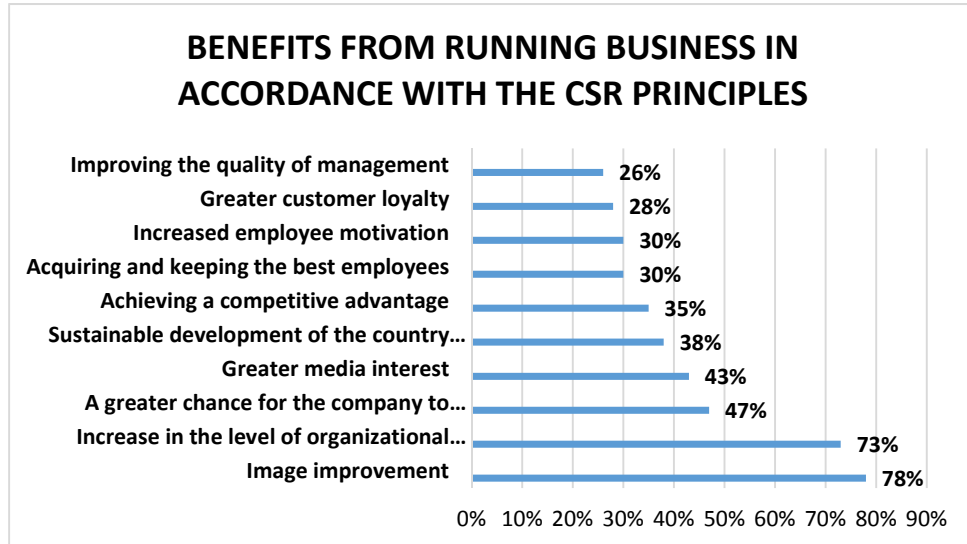 BENEFITS FROM RUNNING BUSINESS IN
ACCORDANCE WITH THE CSR PRINCIPLES
Improving the quality of management 26%
Greater customer loyalty 28%
Increased employee motivation 30%
Acquiring and keeping the best employees 30%
Achieving a competitive advantage 35%
Sustainable development of the country… 38%
Greater media interest 43%
A greater chance for the company to… 47%
Increase in the level of organizational… 73%
Image improvement 78%
0% 10% 20% 30% 40% 50% 60% 70% 80% 90%